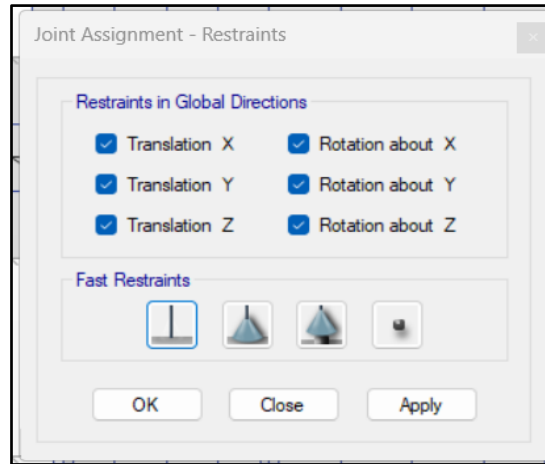 Joint Assignment - Restraints
Restraints in Global Directions
Translation X
Rotation about X
Translation Y
Rotation about Y
Translation Z
Rotation about Z
Fast Restraints
OK
Close
Apply